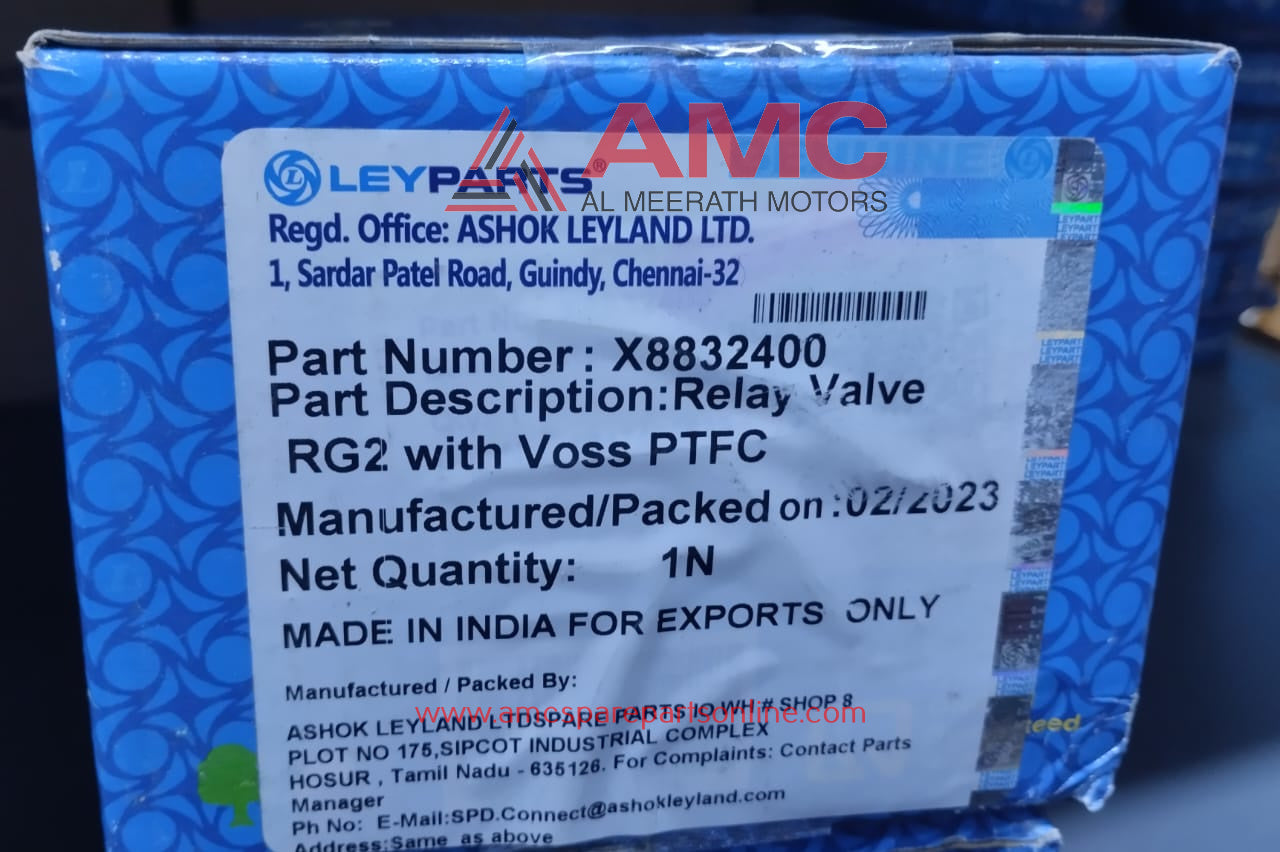 AMC
AL MEERATH MOTORS
LEYPARTS®
Regd. Office: ASHOK LEYLAND LTD.
1, Sardar Patel Road, Guindy, Chennai-32
Part Number: X8832400
Part Description:Relay Valve
RG2 with Voss PTFC
Manufactured/Packed on :02/2023
Net Quantity: 1N
MADE IN INDIA FOR EXPORTS ONLY
Manufactured / Packed By:
ASHOK LEYLAND LTDSPARE PARTS WH # SHOP 8
www.amcsparepartsonline.com
PLOT NO 175,SIPCOT INDUSTRIAL COMPLEX
HOSUR , Tamil Nadu - 635126. For Complaints: Contact Parts
Manager
Ph No: E-Mail:SPD.Connect@ashokleyland.com
Address:Same as above